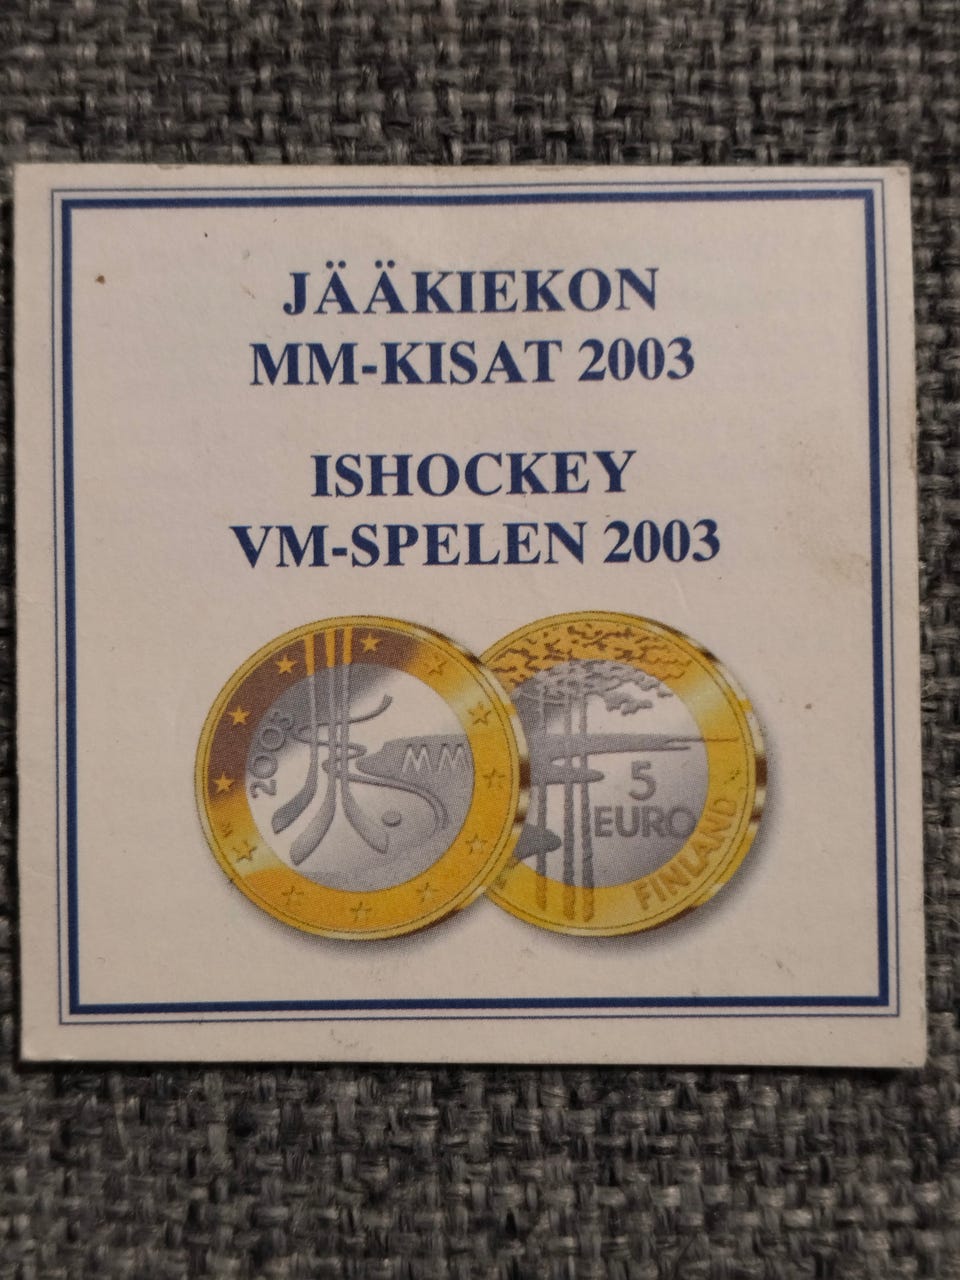 JÄÄKIEKON
MM-KISAT 2003
ISHOCKEY
VM-SPELEN 2003
2003
MM
5
EURO
FINLAND